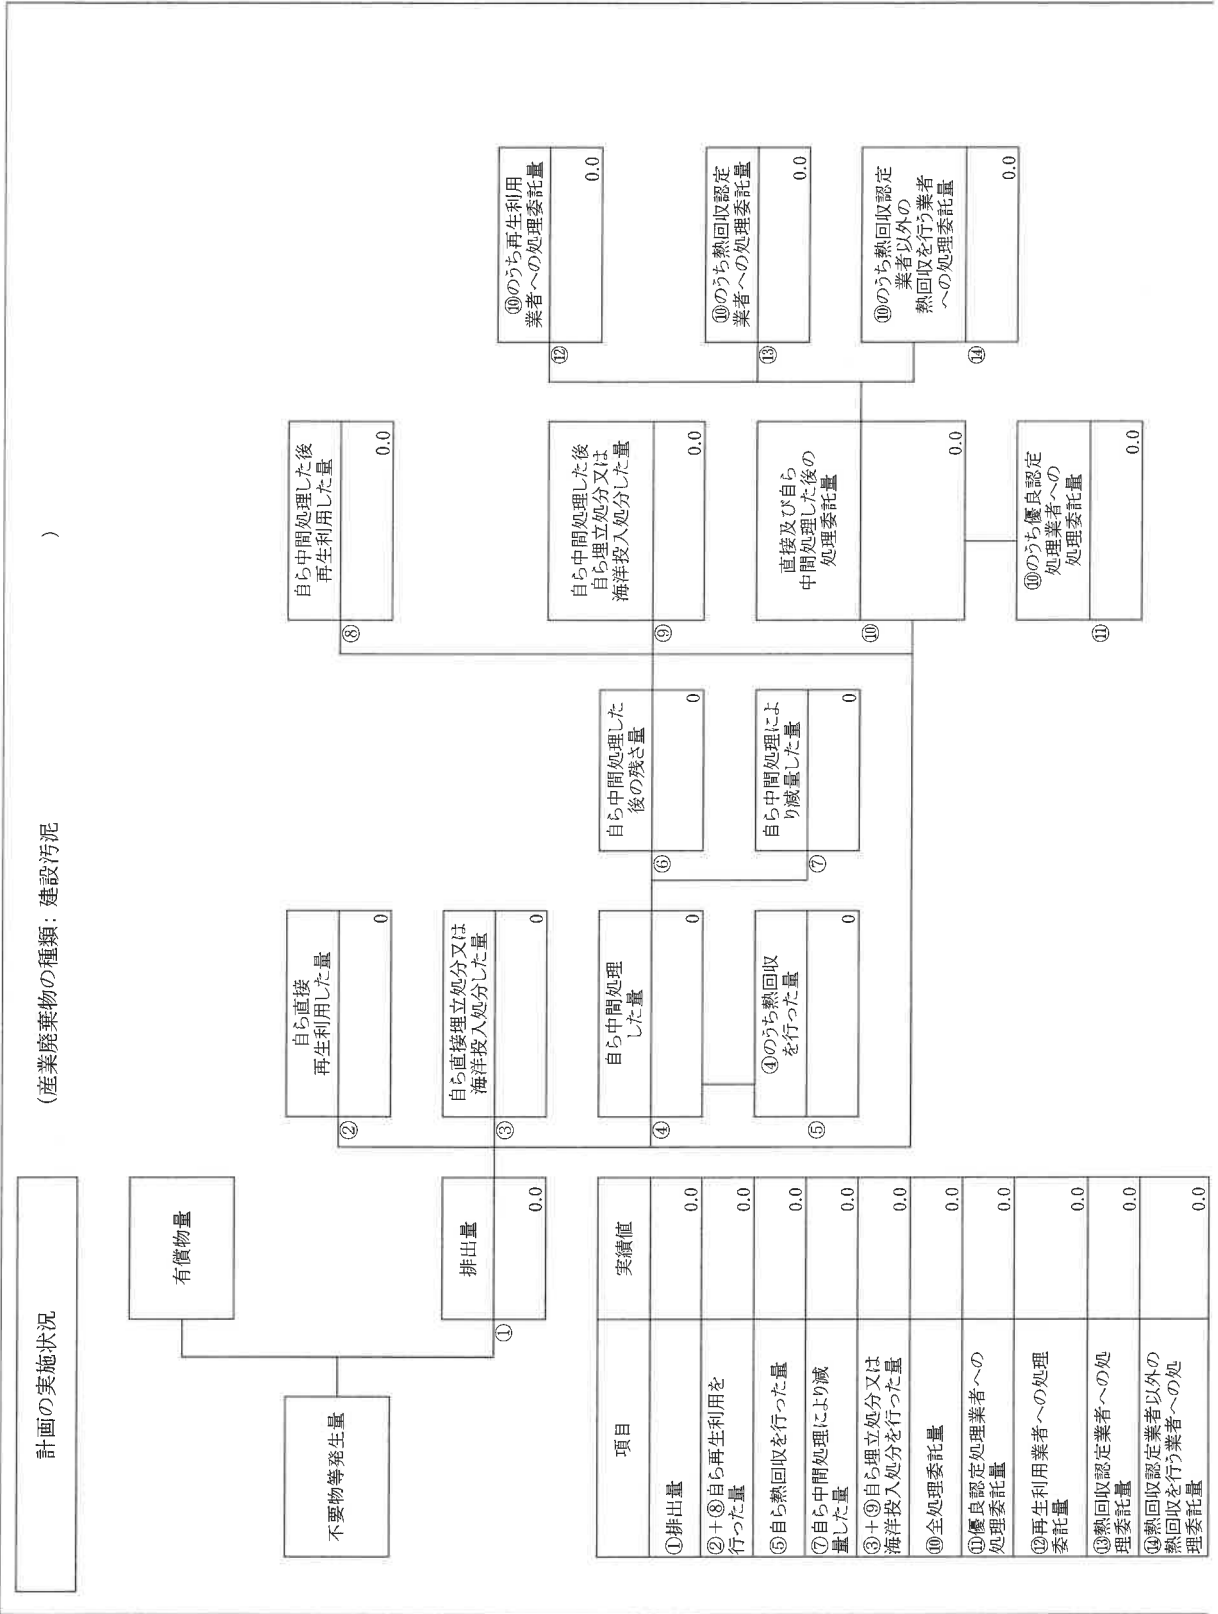 計画の実施状況
(産業廃棄物の種類：建設汚泥
)
不要物等発生量
有償物量
①
排出量
0.0
②
自ら直接
再生利用した量
0
③
自ら直接埋立処分又は
海洋投入処分した量
0
④
自ら中間処理
した量
0
⑤
④のうち熱回収
を行った量
0
⑥
自ら中間処理した
後の残さ量
0
⑦
自ら中間処理によ
り減量した量
0
⑧
自ら中間処理した後
再生利用した量
0.0
⑨
自ら中間処理した後
自ら埋立処分又は
海洋投入処分した量
0.0
⑩
直接及び自ら
中間処理した後の
処理委託量
0.0
⑪
⑩のうち優良認定
処理業者への
処理委託量
0.0
⑫
⑩のうち再生利用
業者への処理委託量
0.0
⑬
⑩のうち熱回収認定
業者への処理委託量
0.0
⑭
⑩のうち熱回収認定
業者以外の
熱回収を行う業者
への処理委託量
0.0
項目
実績値
①排出量
0.0
②＋⑧自ら再生利用を
行った量
0.0
⑤自ら熱回収を行った量
0.0
⑦自ら中間処理により減
量した量
0.0
③＋⑨自ら埋立処分又は
海洋投入処分を行った量
0.0
⑩全処理委託量
0.0
⑪優良認定処理業者への
処理委託量
0.0
⑫再生利用業者への処理
委託量
0.0
⑬熱回収認定業者への処
理委託量
0.0
⑭熱回収認定業者以外の
熱回収を行う業者への処
理委託量
0.0